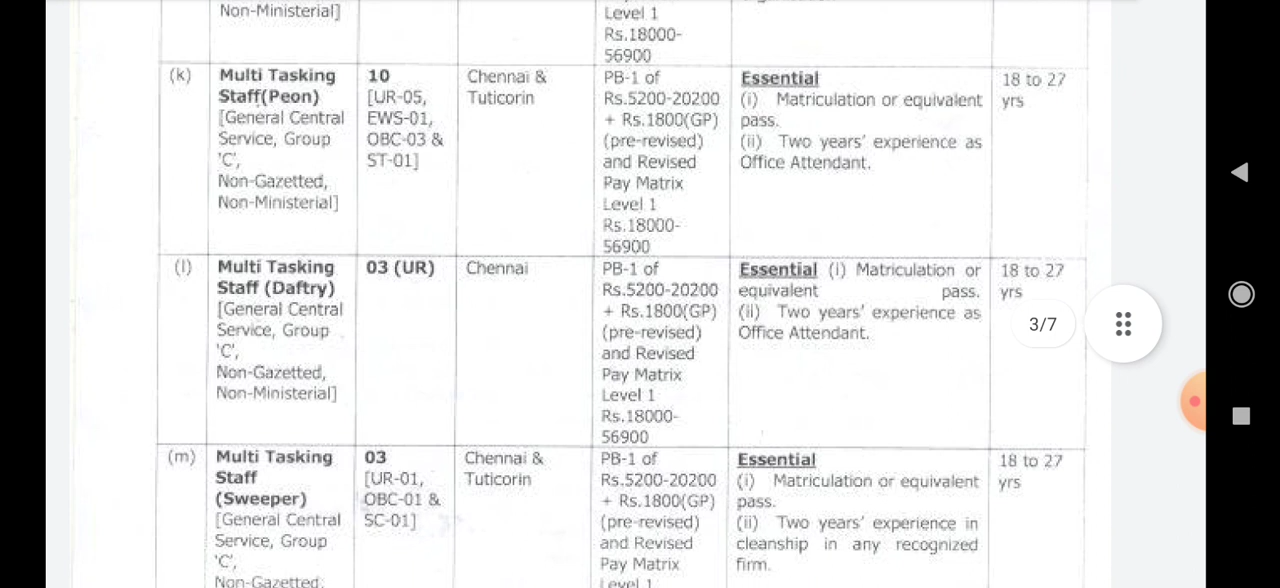 Non-Ministerial]
Level 1
Rs.18000-
56900
(k)
Multi Tasking
Staff(Peon)
[General Central
Service, Group
'C',
Non-Gazetted,
Non-Ministerial]
10
[UR-05,
EWS-01,
OBC-03 &
ST-01]
Chennai &
Tuticorin
PB-1 of
Rs.5200-20200
+ Rs.1800(GP)
(pre-revised)
and Revised
Pay Matrix
Level 1
Rs.18000-
56900
Essential
(i) Matriculation or equivalent
pass.
(ii) Two years' experience as
Office Attendant.
18 to 27
yrs
(l)
Multi Tasking
Staff (Daftry)
[General Central
Service, Group
'C',
Non-Gazetted,
Non-Ministerial]
03 (UR)
Chennai
PB-1 of
Rs.5200-20200
+ Rs.1800(GP)
(pre-revised)
and Revised
Pay Matrix
Level 1
Rs.18000-
56900
Essential (i) Matriculation or
equivalent pass.
(ii) Two years' experience as
Office Attendant.
18 to 27
yrs
3/7
(m)
Multi Tasking
Staff
(Sweeper)
[General Central
Service, Group
'C',
Non-Gazetted,
03
[UR-01,
OBC-01 &
SC-01]
Chennai &
Tuticorin
PB-1 of
Rs.5200-20200
+ Rs.1800(GP)
(pre-revised)
and Revised
Pay Matrix
Level 1
Essential
(i) Matriculation or equivalent
pass.
(ii) Two years' experience in
cleanship in any recognized
firm.
18 to 27
yrs